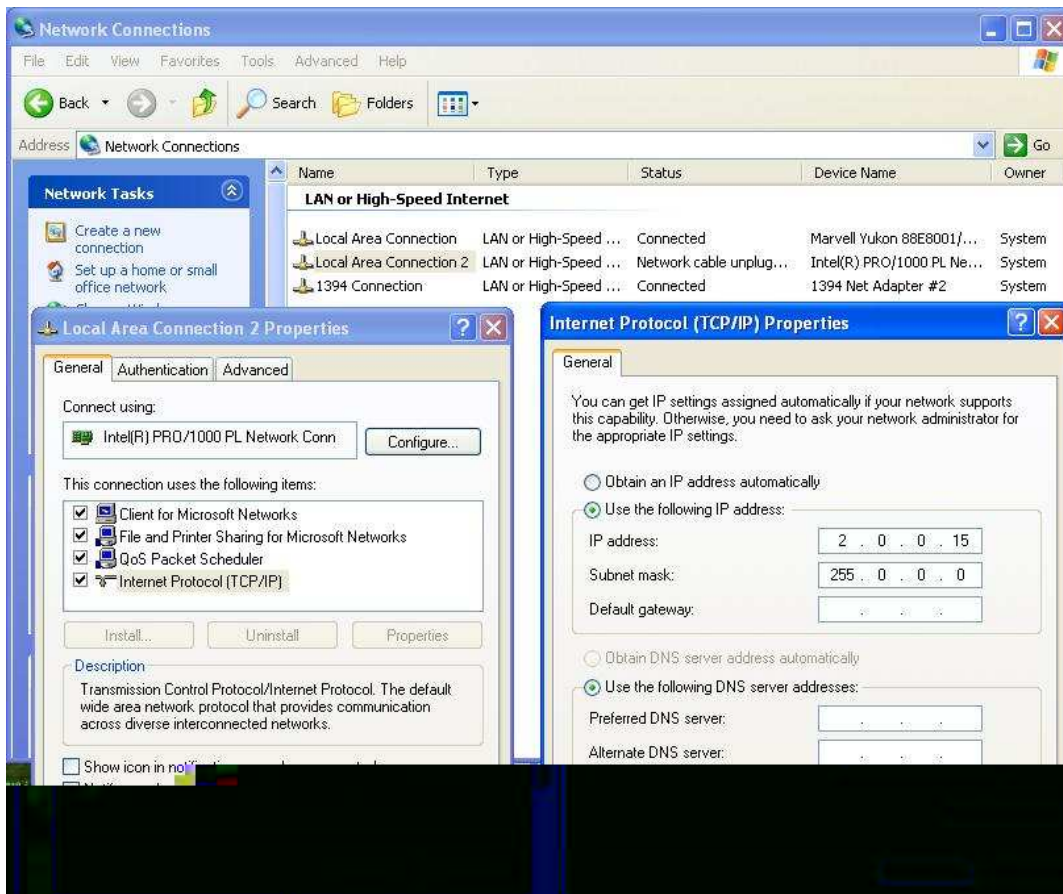 Network Connections
File Edit View Favorites Tools Advanced Help
Back Search Folders
Address Network Connections Go
Name Type Status Device Name Owner
Network Tasks
LAN or High-Speed Internet
Create a new connection
Set up a home or small office network
Local Area Connection LAN or High-Speed ... Connected Marvell Yukon 88E8001/... System
Local Area Connection 2 LAN or High-Speed ... Network cable unplug... Intel(R) PRO/1000 PL Ne... System
1394 Connection LAN or High-Speed ... Connected 1394 Net Adapter #2 System
Local Area Connection 2 Properties
General Authentication Advanced
Connect using:
Intel(R) PRO/1000 PL Network Conn
Configure...
This connection uses the following items:
Client for Microsoft Networks
File and Printer Sharing for Microsoft Networks
QoS Packet Scheduler
Internet Protocol (TCP/IP)
Install... Uninstall Properties
Description
Transmission Control Protocol/Internet Protocol. The default
wide area network protocol that provides communication
across diverse interconnected networks.
Show icon in
Internet Protocol (TCP/IP) Properties
General
You can get IP settings assigned automatically if your network supports
this capability. Otherwise, you need to ask your network administrator for
the appropriate IP settings.
Obtain an IP address automatically
Use the following IP address:
IP address: 2 . 0 . 0 . 15
Subnet mask: 255 . 0 . 0 . 0
Default gateway: . . .
Obtain DNS server address automatically
Use the following DNS server addresses:
Preferred DNS server: . . .
Alternate DNS server: . . .